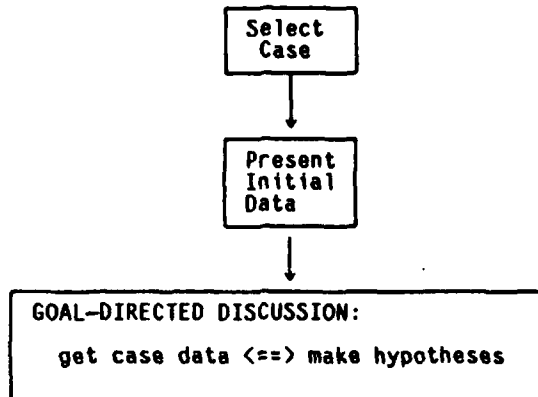 Select
Case
Present
Initial
Data
GOAL-DIRECTED DISCUSSION:
get case data <==> make hypotheses